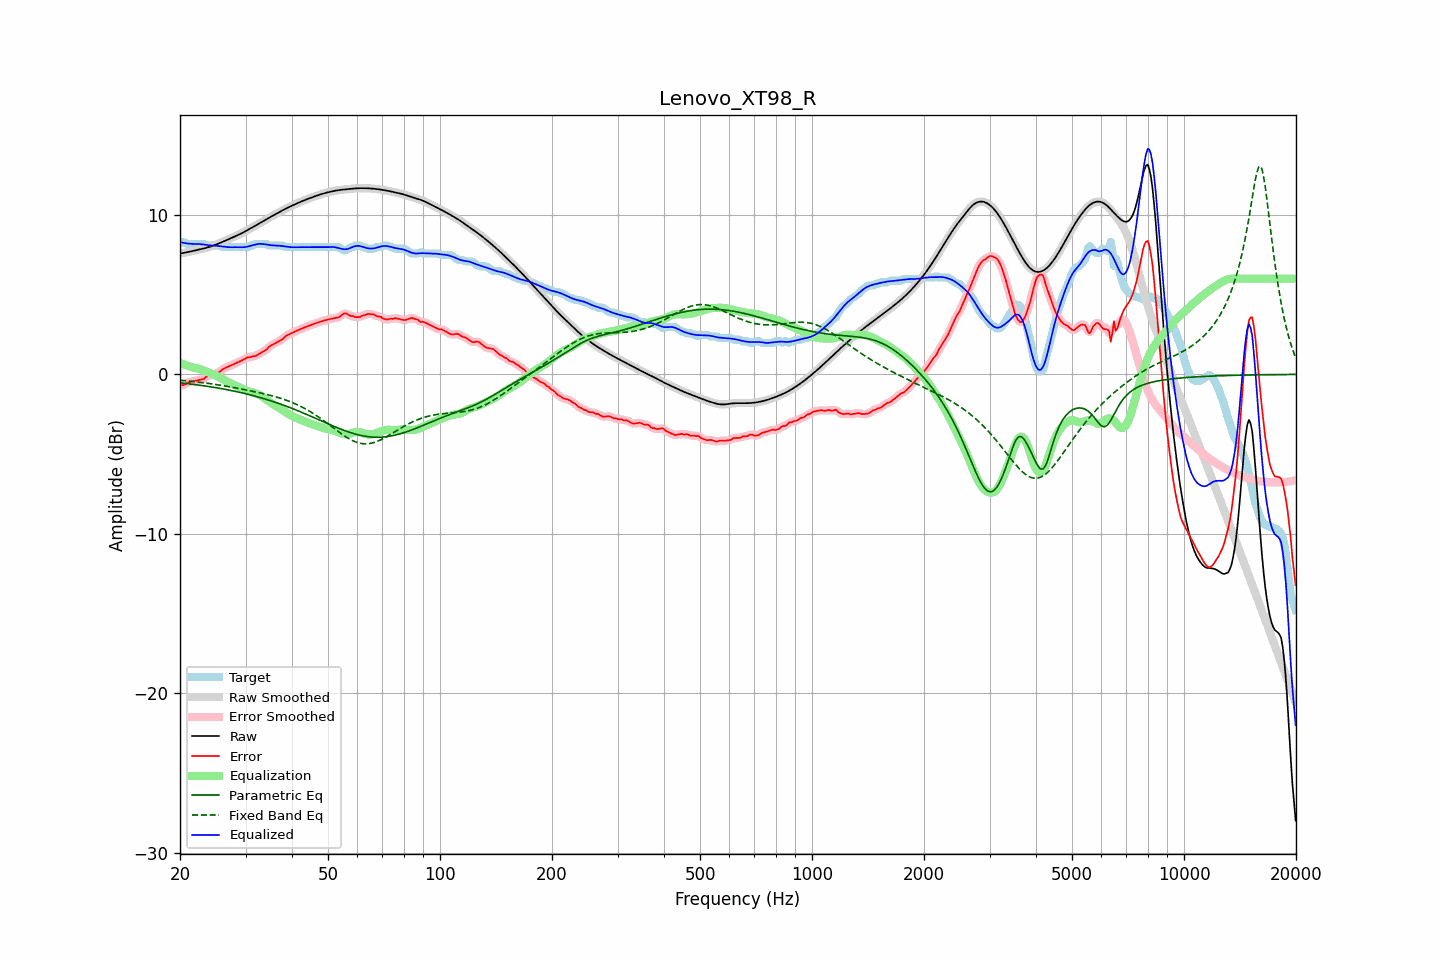 Lenovo_XT98_R
Amplitude (dBr)
10
0
−10
−20
−30
Target
Raw Smoothed
Error Smoothed
Raw
Error
Equalization
Parametric Eq
Fixed Band Eq
Equalized
20 50 100 200 500 1000 2000 5000 10000 20000
Frequency (Hz)